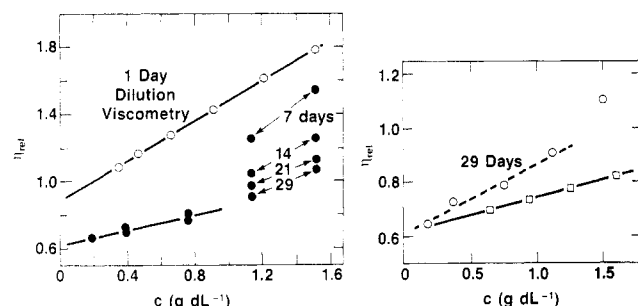 1.8
1.4
1.0
0.6
ηrel
1 Day
Dilution
Viscometry
7 days
14
21
29
0 0.4 0.8 1.2 1.6
c (g dL⁻¹)
1.2
1.0
0.8
0.6
ηrel
29 Days
0 0.5 1.0 1.5
c (g dL⁻¹)